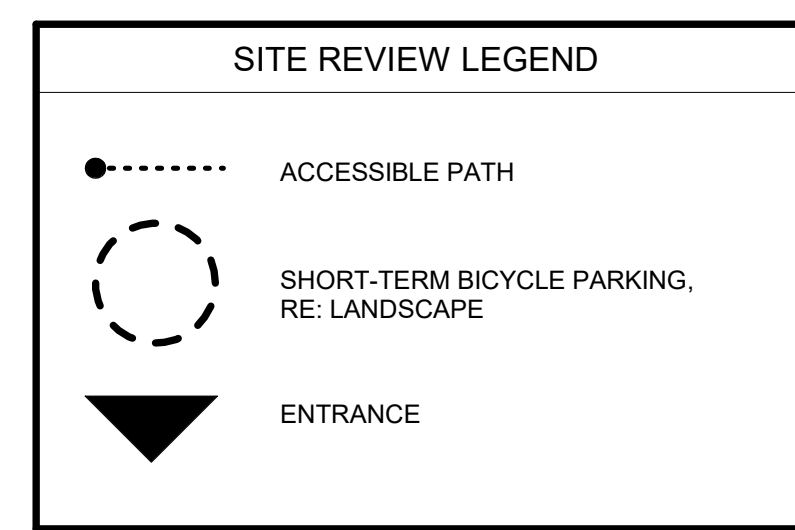 SITE REVIEW LEGEND
ACCESSIBLE PATH
SHORT-TERM BICYCLE PARKING,
RE: LANDSCAPE
ENTRANCE